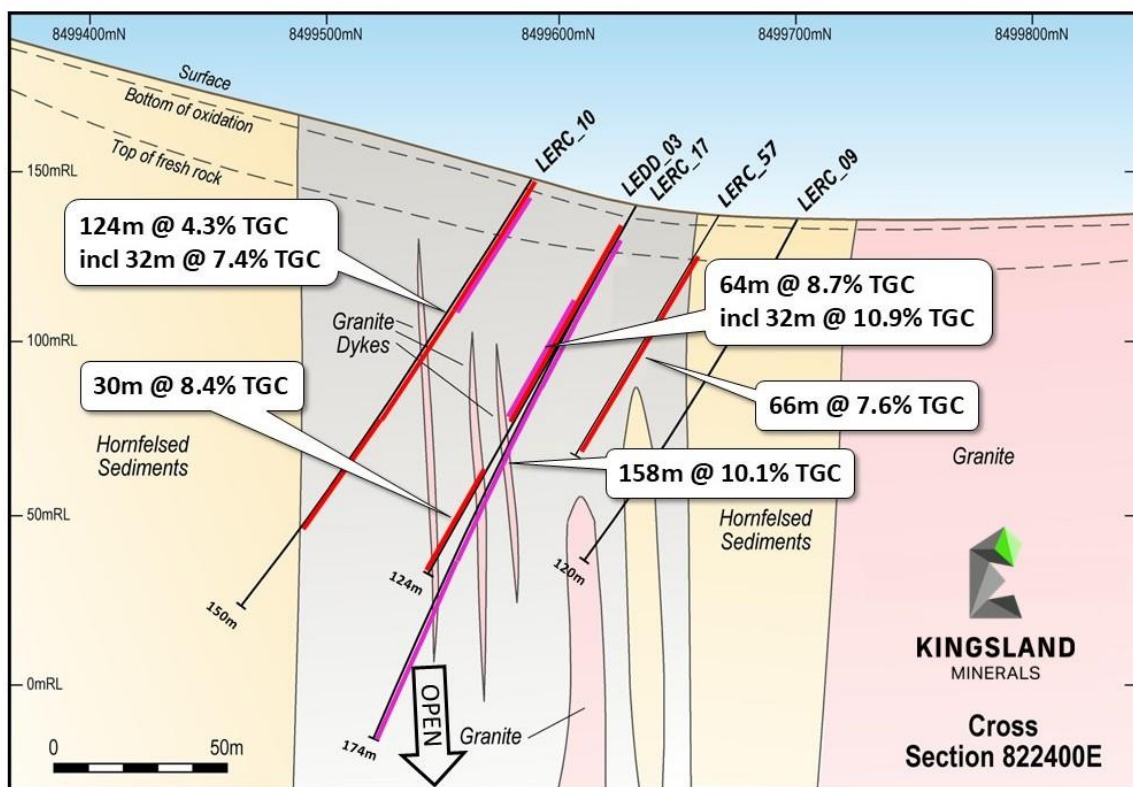 8499400mN
8499500mN
8499600mN
8499700mN
8499800mN
Surface
Bottom of oxidation
Top of fresh rock
LERC_10
LEDD_03
LERC_17
LERC_57
LERC_09
150mRL
100mRL
50mRL
0mRL
124m @ 4.3% TGC
incl 32m @ 7.4% TGC
64m @ 8.7% TGC
incl 32m @ 10.9% TGC
Granite
Dykes
30m @ 8.4% TGC
66m @ 7.6% TGC
158m @ 10.1% TGC
Hornfelsed
Sediments
Granite
Hornfelsed
Sediments
150m
124m
120m
174m
OPEN
Granite
0
50m
KINGSLAND
MINERALS
Cross
Section 822400E